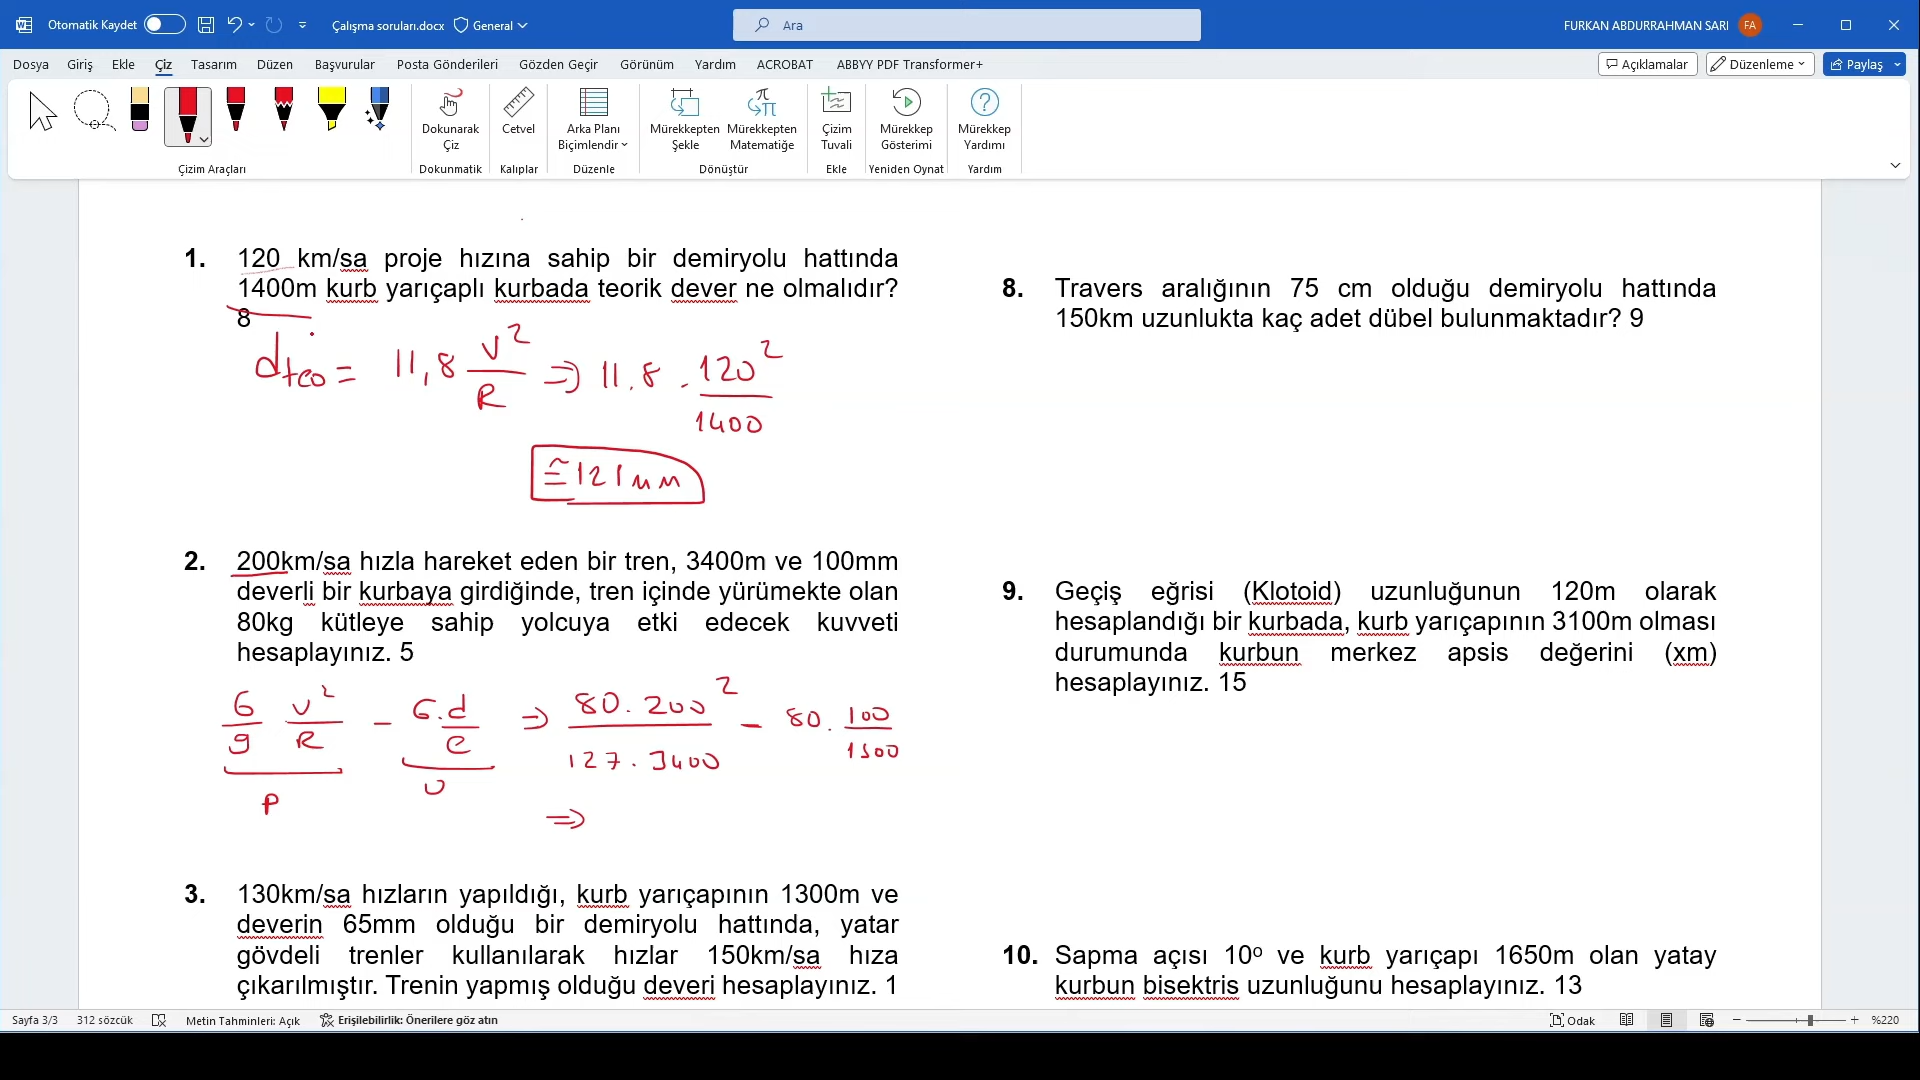 Otomatik Kaydet
Çalışma soruları.docx
General
Ara
FURKAN ABDURRAHMAN SARI
FA
Dosya Giriş Ekle Çiz Tasarım Düzen Başvurular Posta Gönderileri Gözden Geçir Görünüm Yardım ACROBAT ABBYY PDF Transformer+
Açıklamalar
Düzenleme
Paylaş
Dokunarak Çiz
Cetvel
Arka Planı Biçimlendir
Mürekkepten Şekle
Mürekkepten Matematiğe
Çizim Tuvali
Mürekkep Gösterimi
Mürekkep Yardımı
Çizim Araçları
Dokunmatik
Kalıplar
Düzenle
Dönüştür
Ekle
Yeniden Oynat
Yardım
1. 120 km/sa proje hızına sahip bir demiryolu hattında
1400m kurb yarıçaplı kurbada teorik dever ne olmalıdır?
8
dteo = 11,8 V²/R ⇒ 11.8 . 120²/1400
≅121mm
2. 200km/sa hızla hareket eden bir tren, 3400m ve 100mm
deverli bir kurbaya girdiğinde, tren içinde yürümekte olan
80kg kütleye sahip yolcuya etki edecek kuvveti
hesaplayınız. 5
G/g v²/R - G.d/e ⇒ 80.200²/127.3400 - 80.100/1500
P U
⇒
3. 130km/sa hızların yapıldığı, kurb yarıçapının 1300m ve
deverin 65mm olduğu bir demiryolu hattında, yatar
gövdeli trenler kullanılarak hızlar 150km/sa hıza
çıkarılmıştır. Trenin yapmış olduğu deveri hesaplayınız. 1
8. Travers aralığının 75 cm olduğu demiryolu hattında
150km uzunlukta kaç adet dübel bulunmaktadır? 9
9. Geçiş eğrisi (Klotoid) uzunluğunun 120m olarak
hesaplandığı bir kurbada, kurb yarıçapının 3100m olması
durumunda kurbun merkez apsis değerini (xm)
hesaplayınız. 15
10. Sapma açısı 10º ve kurb yarıçapı 1650m olan yatay
kurbun bisektris uzunluğunu hesaplayınız. 13
Sayfa 3/3
312 sözcük
Metin Tahminleri: Açık
Erişilebilirlik: Önerilere göz atın
Odak
%220